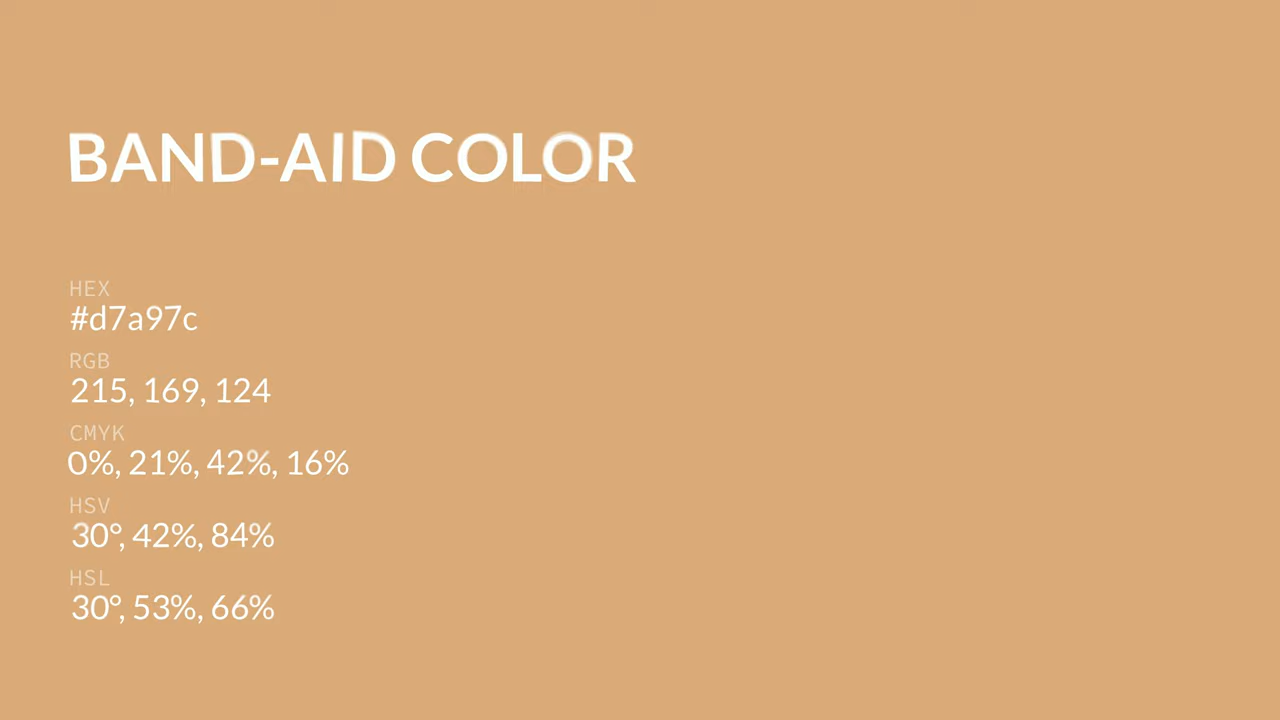 BAND-AID COLOR
HEX
#d7a97c
RGB
215, 169, 124
CMYK
0%, 21%, 42%, 16%
HSV
30°, 42%, 84%
HSL
30°, 53%, 66%